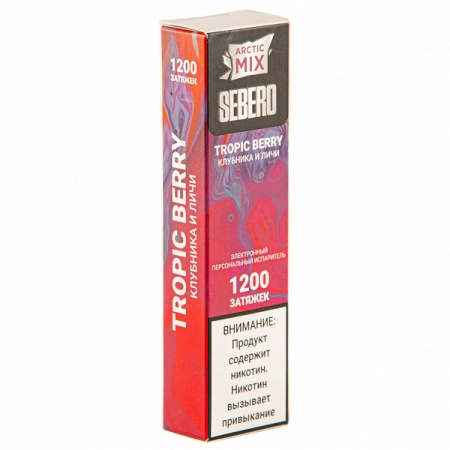 1200
ЗАТЯЖЕК
TROPIC BERRY
КЛУБНИКА И ЛИЧИ
ARCTIC
MIX
SEBERO
TROPIC BERRY
КЛУБНИКА И ЛИЧИ
ЭЛЕКТРОННЫЙ
ПЕРСОНАЛЬНЫЙ ИСПАРИТЕЛЬ
1200
ЗАТЯЖЕК
ВНИМАНИЕ:
Продукт
содержит
никотин.
Никотин
вызывает
привыкание